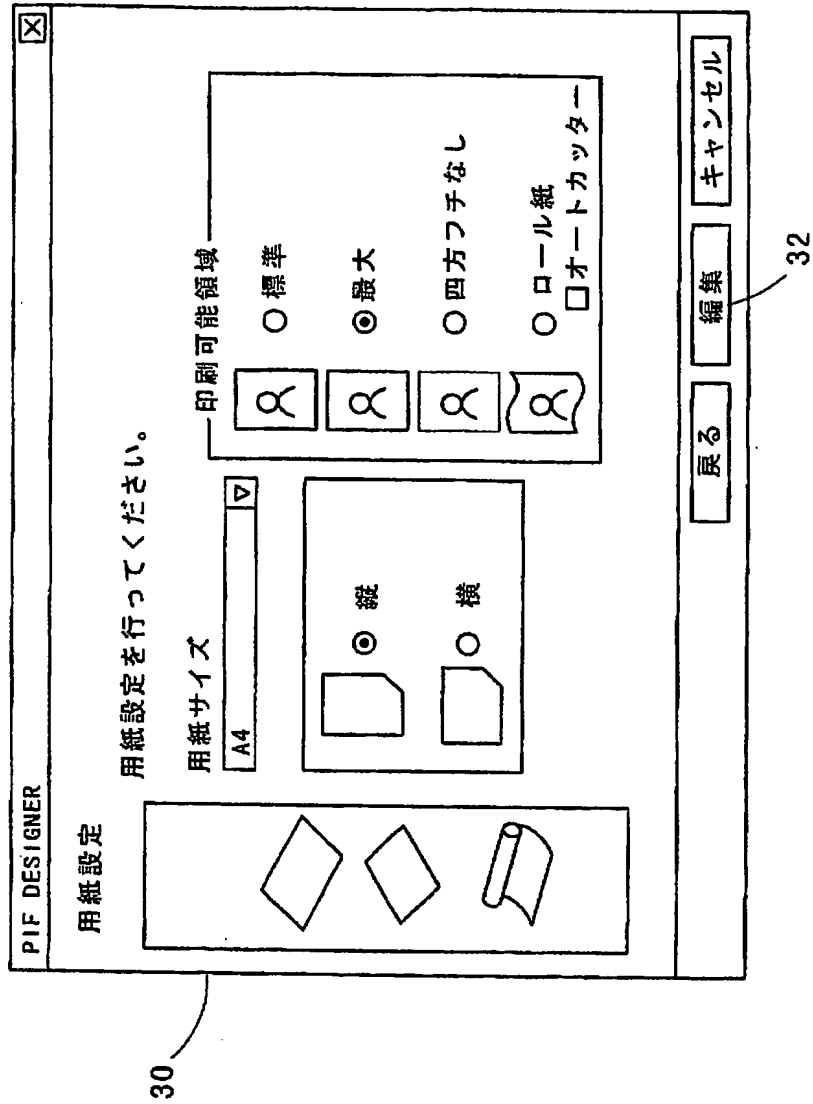 PIF DESIGNER
用紙設定
用紙設定を行ってください。
用紙サイズ
A4
縦
横
印刷可能領域
標準
最大
四方フチなし
ロール紙
オートカッター
戻る
編集
キャンセル
30
32